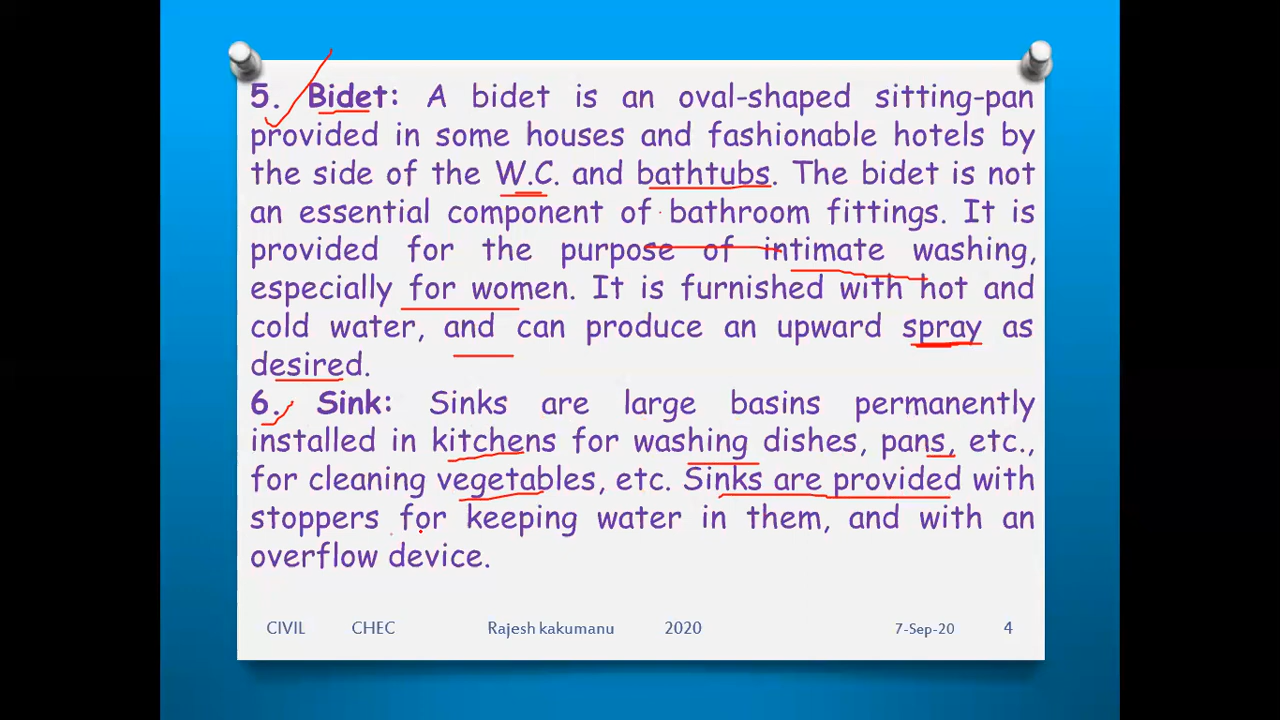 5. Bidet: A bidet is an oval-shaped sitting-pan
provided in some houses and fashionable hotels by
the side of the W.C. and bathtubs. The bidet is not
an essential component of bathroom fittings. It is
provided for the purpose of intimate washing,
especially for women. It is furnished with hot and
cold water, and can produce an upward spray as
desired.
6. Sink: Sinks are large basins permanently
installed in kitchens for washing dishes, pans, etc.,
for cleaning vegetables, etc. Sinks are provided with
stoppers for keeping water in them, and with an
overflow device.
CIVIL CHEC Rajesh kakumanu 2020 7-Sep-20 4